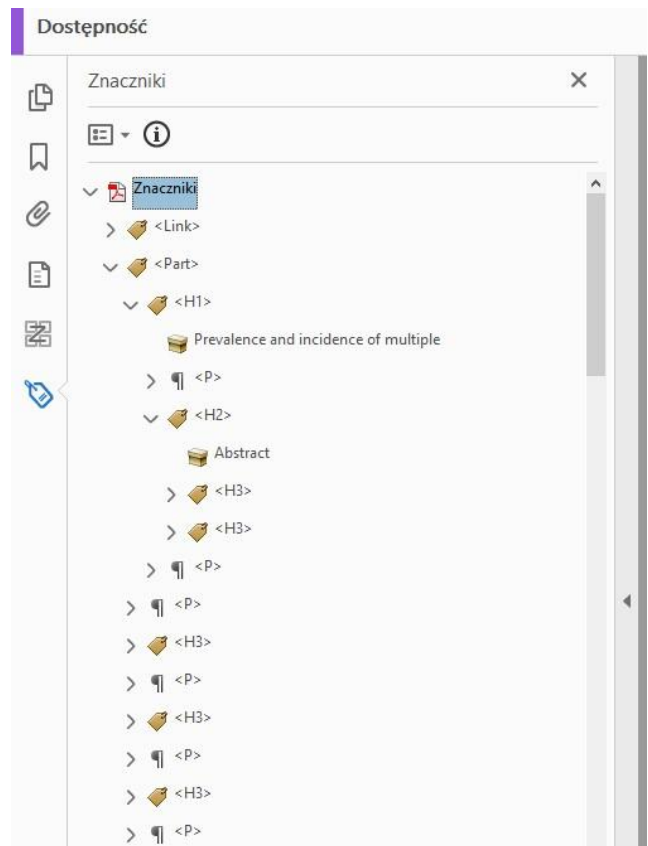 Dostępność
Znaczniki
Znaczniki
<Link>
<Part>
<H1>
Prevalence and incidence of multiple
<P>
<H2>
Abstract
<H3>
<H3>
<P>
<P>
<H3>
<P>
<H3>
<P>
<H3>
<P>